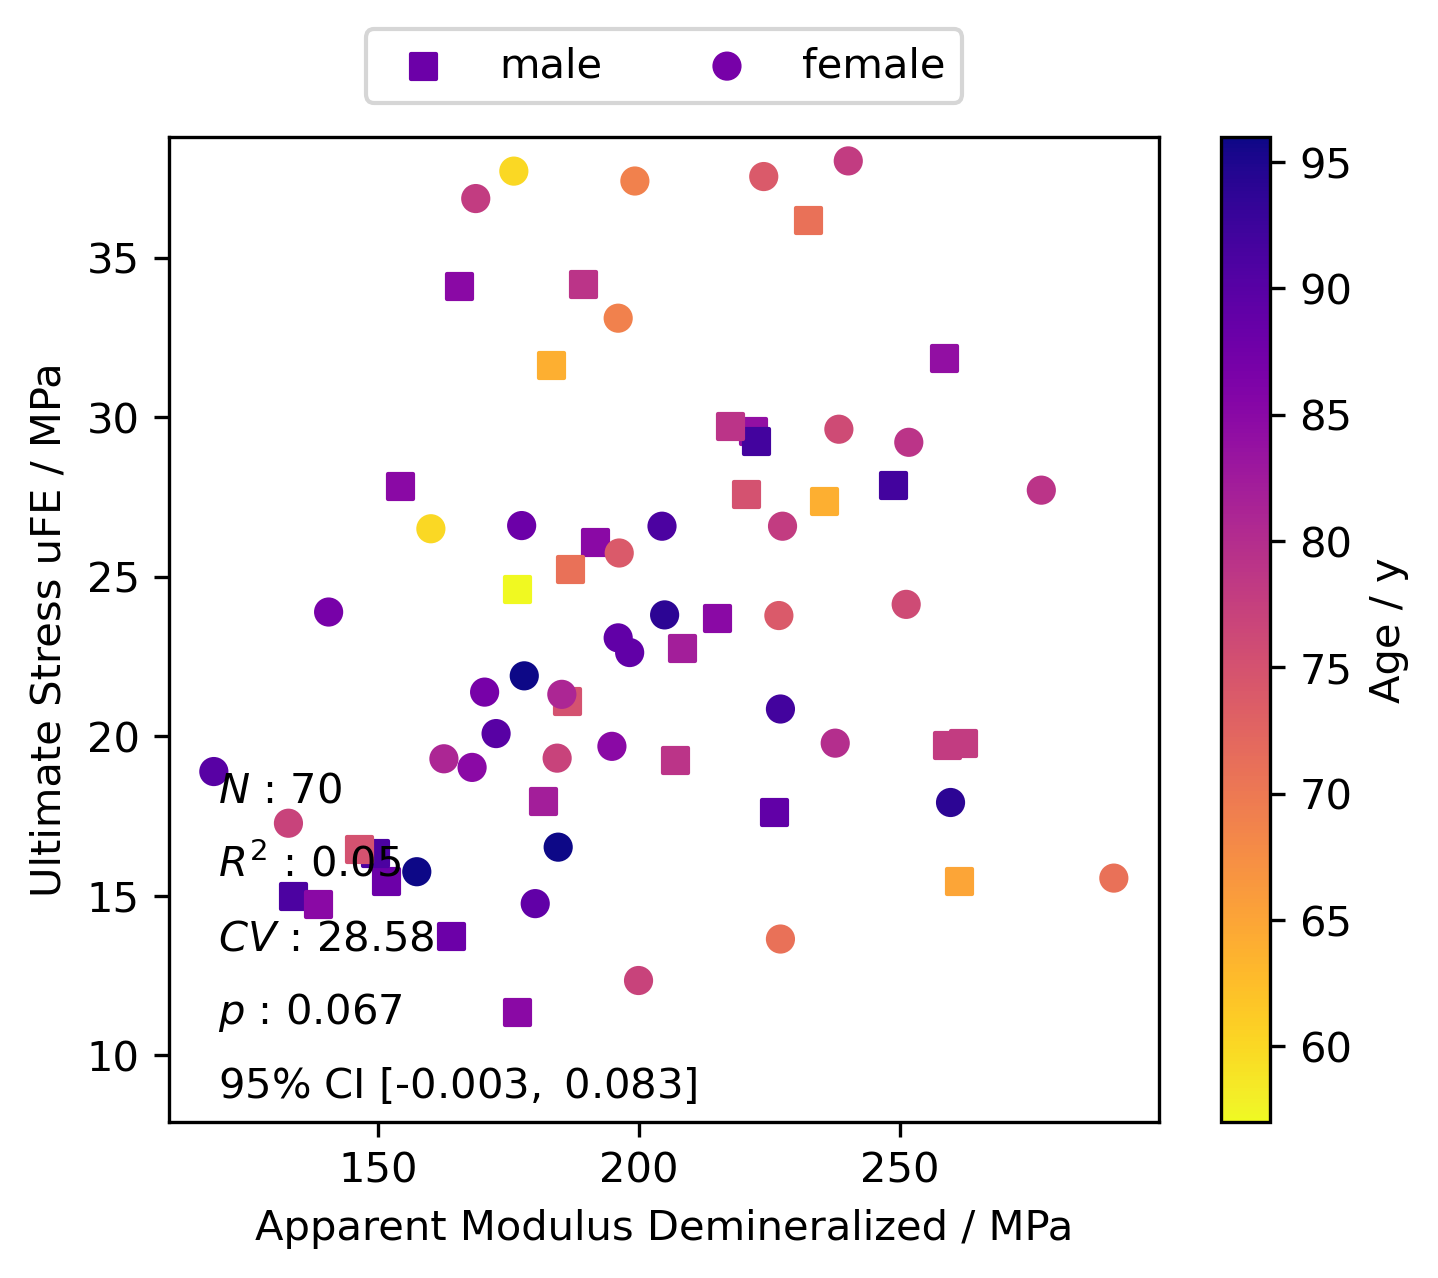 male female
35
30
25
20
15
10
Ultimate Stress uFE / MPa
N : 70
R² : 0.05
CV : 28.58
p : 0.067
95% CI [-0.003, 0.083]
150 200 250
Apparent Modulus Demineralized / MPa
95
90
85
80
75
70
65
60
Age / y